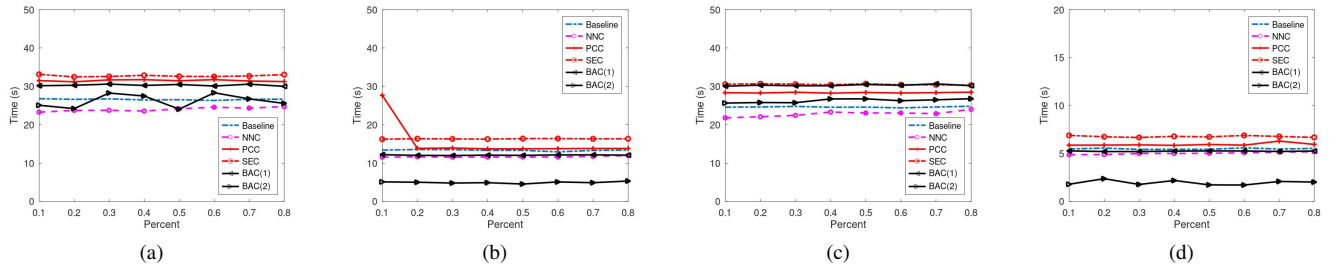 50
40
30
20
10
0
Time (s)
0.1 0.2 0.3 0.4 0.5 0.6 0.7 0.8
Percent
Baseline
NNC
PCC
SEC
BAC(1)
BAC(2)
(a)
50
40
30
20
10
0
Time (s)
0.1 0.2 0.3 0.4 0.5 0.6 0.7 0.8
Percent
Baseline
NNC
PCC
SEC
BAC(1)
BAC(2)
(b)
50
40
30
20
10
0
Time (s)
0.1 0.2 0.3 0.4 0.5 0.6 0.7 0.8
Percent
Baseline
NNC
PCC
SEC
BAC(1)
BAC(2)
(c)
20
15
10
5
0
Time (s)
0.1 0.2 0.3 0.4 0.5 0.6 0.7 0.8
Percent
Baseline
NNC
PCC
SEC
BAC(1)
BAC(2)
(d)